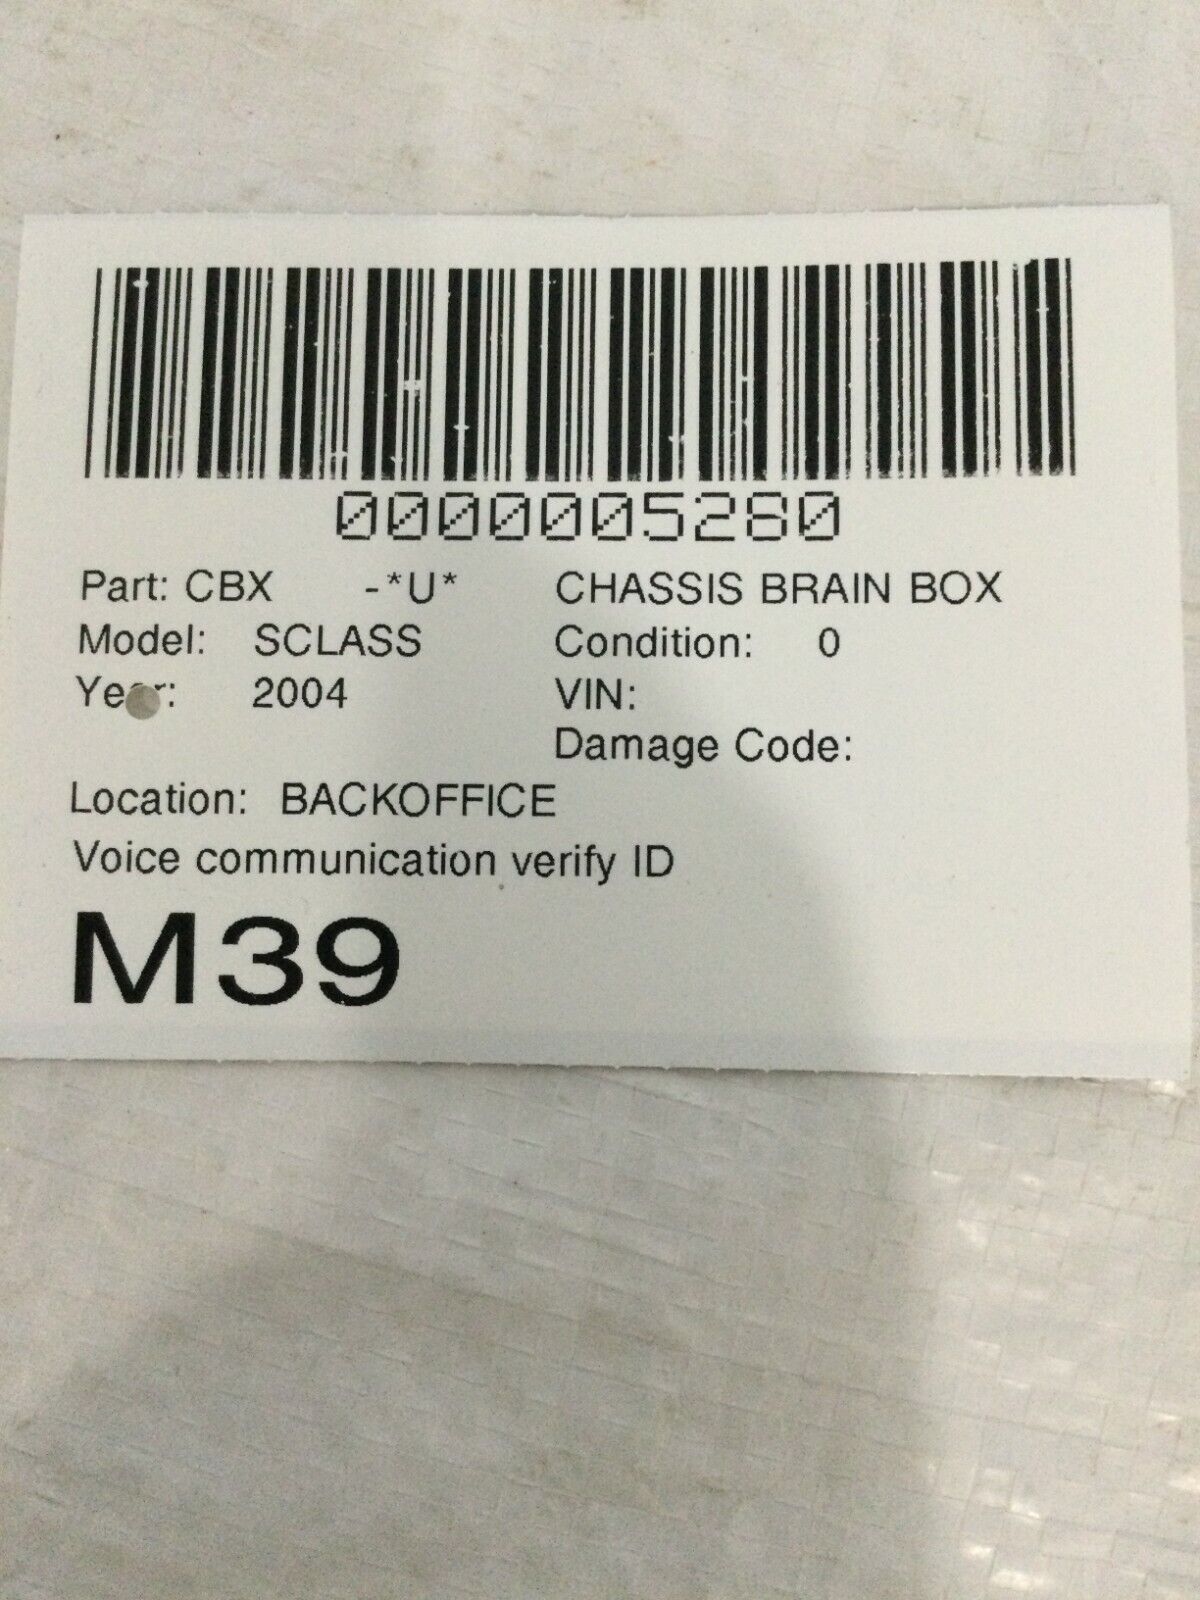 0000005280
Part: CBX -*U* CHASSIS BRAIN BOX
Model: SCLASS Condition: 0
Year: 2004 VIN:
Damage Code:
Location: BACKOFFICE
Voice communication verify ID
M39